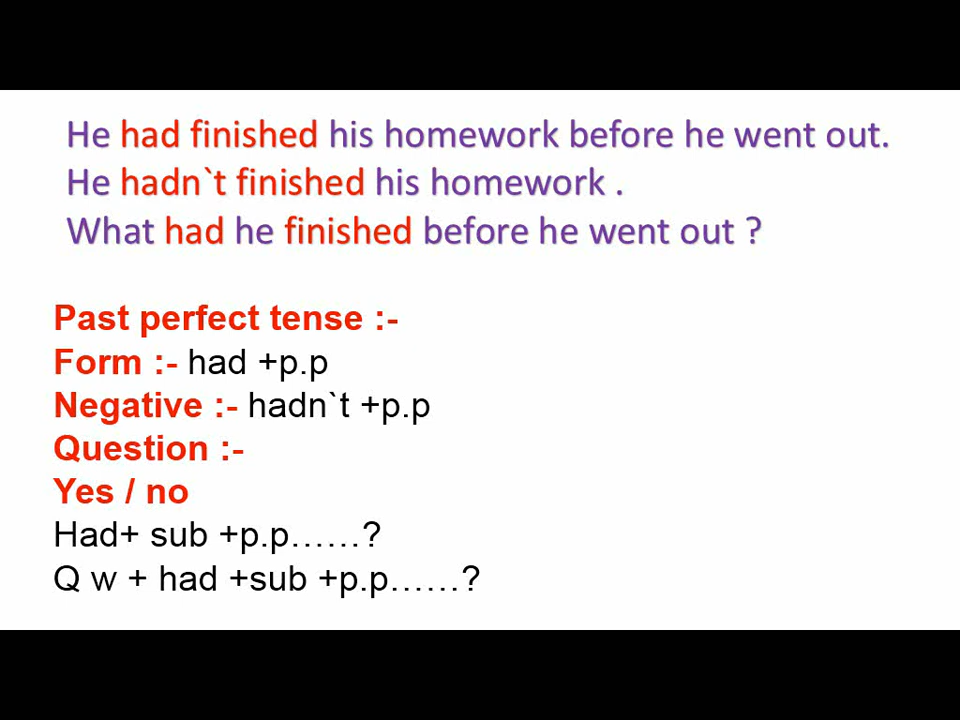 He had finished his homework before he went out.
He hadn`t finished his homework .
What had he finished before he went out ?
Past perfect tense :-
Form :- had +p.p
Negative :- hadn`t +p.p
Question :-
Yes / no
Had+ sub +p.p……?
Q w + had +sub +p.p……?